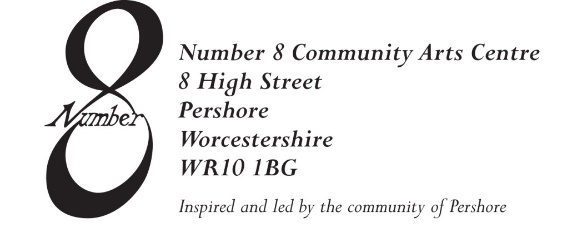 8
Number
Number 8 Community Arts Centre
8 High Street
Pershore
Worcestershire
WR10 1BG
Inspired and led by the community of Pershore